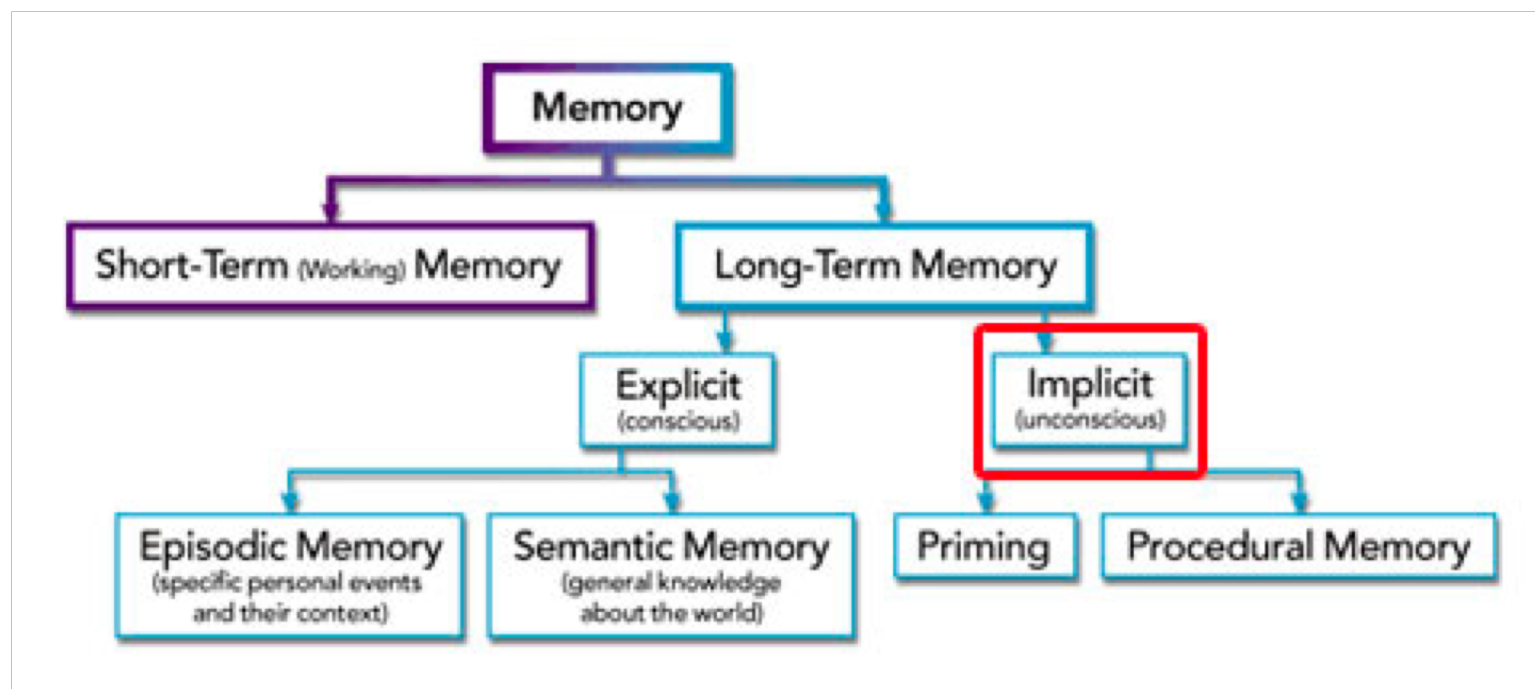 Memory
Short-Term (Working) Memory
Long-Term Memory
Explicit
(conscious)
Implicit
(unconscious)
Episodic Memory
(specific personal events
and their context)
Semantic Memory
(general knowledge
about the world)
Priming
Procedural Memory